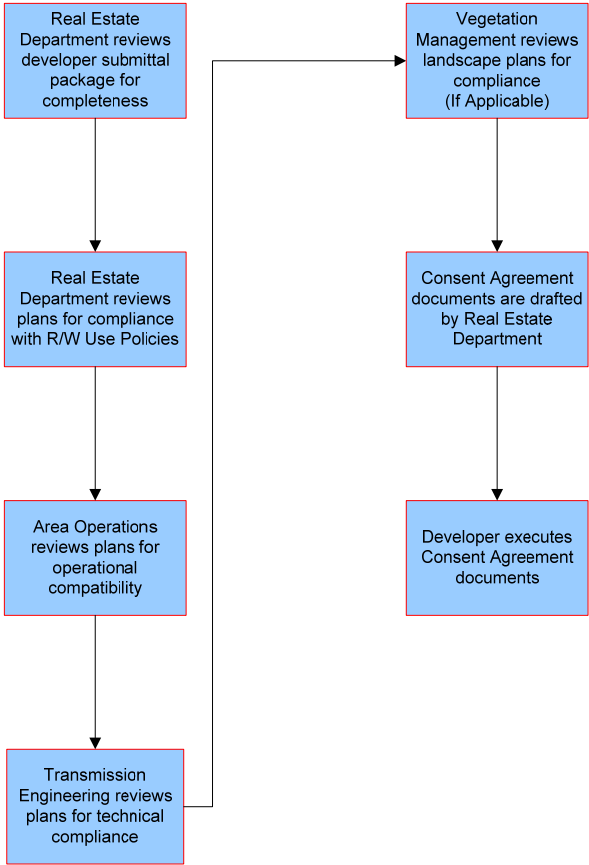 Real Estate
Department reviews
developer submittal
package for
completeness
Real Estate
Department reviews
plans for compliance
with R/W Use Policies
Area Operations
reviews plans for
operational
compatibility
Transmission
Engineering reviews
plans for technical
compliance
Vegetation
Management reviews
landscape plans for
compliance
(If Applicable)
Consent Agreement
documents are drafted
by Real Estate
Department
Developer executes
Consent Agreement
documents